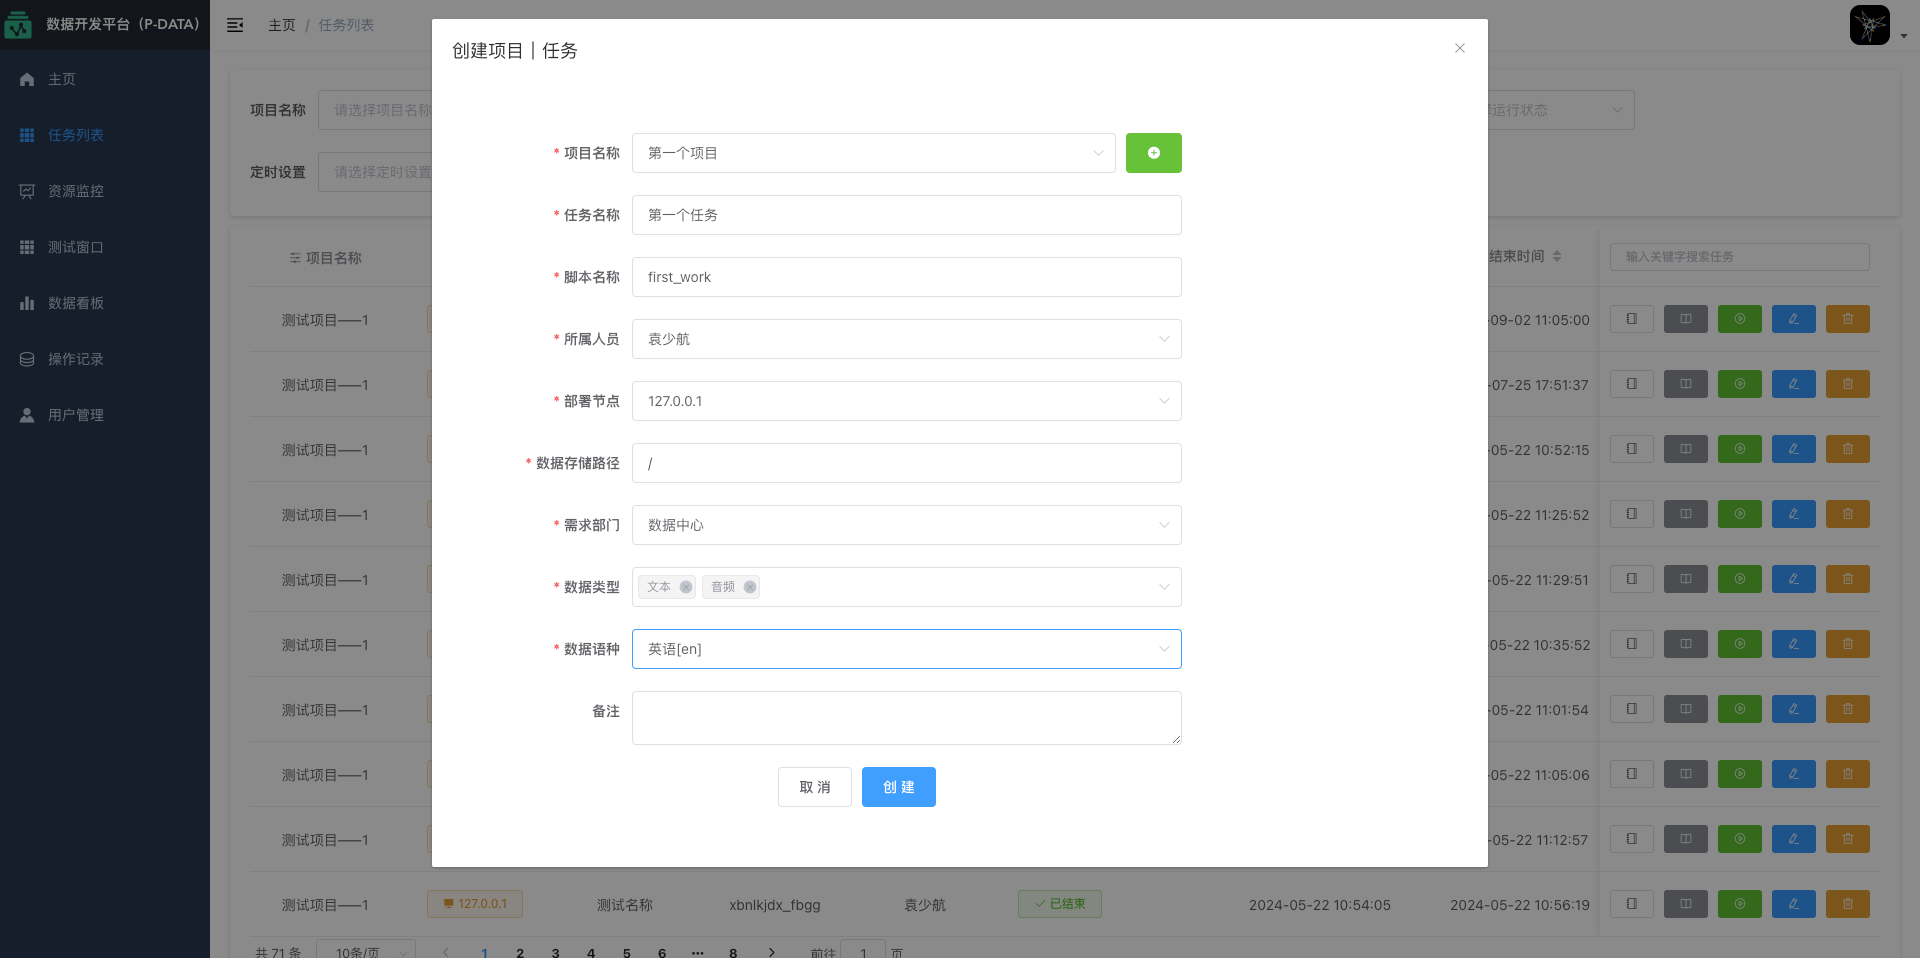 数据开发平台（P-DATA）
主页 / 任务列表
主页
任务列表
资源监控
测试窗口
数据看板
操作记录
用户管理
项目名称 请选择项目名称
运行状态
定时设置 请选择定时设置
创建项目 | 任务
* 项目名称 第一个项目
* 任务名称 第一个任务
* 脚本名称 first_work
* 所属人员 袁少航
* 部署节点 127.0.0.1
* 数据存储路径 /
* 需求部门 数据中心
* 数据类型 文本 音频
* 数据语种 英语[en]
备注
取 消 创 建
项目名称 结束时间 输入关键字搜索任务
测试项目——1 -09-02 11:05:00
测试项目——1 -07-25 17:51:37
测试项目——1 -05-22 10:52:15
测试项目——1 -05-22 11:25:52
测试项目——1 -05-22 11:29:51
测试项目——1 -05-22 10:35:52
测试项目——1 -05-22 11:01:54
测试项目——1 -05-22 11:05:06
测试项目——1 -05-22 11:12:57
测试项目——1 127.0.0.1 测试名称 xbnlkjdx_fbgg 袁少航 已结束 2024-05-22 10:54:05 2024-05-22 10:56:19
共 71 条 10条/页 1 2 3 4 5 6 ··· 8 前往 1 页